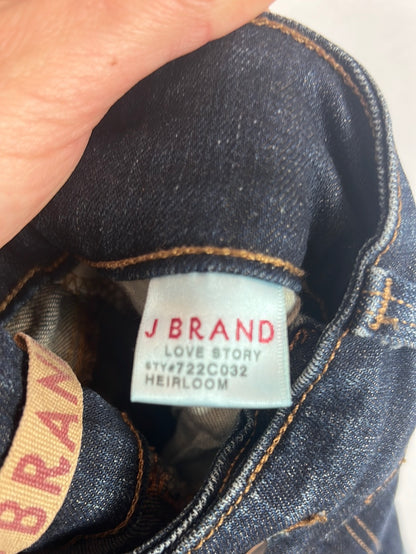 J BRAND
LOVE STORY
STY#722C032
HEIRLOOM
BRAN